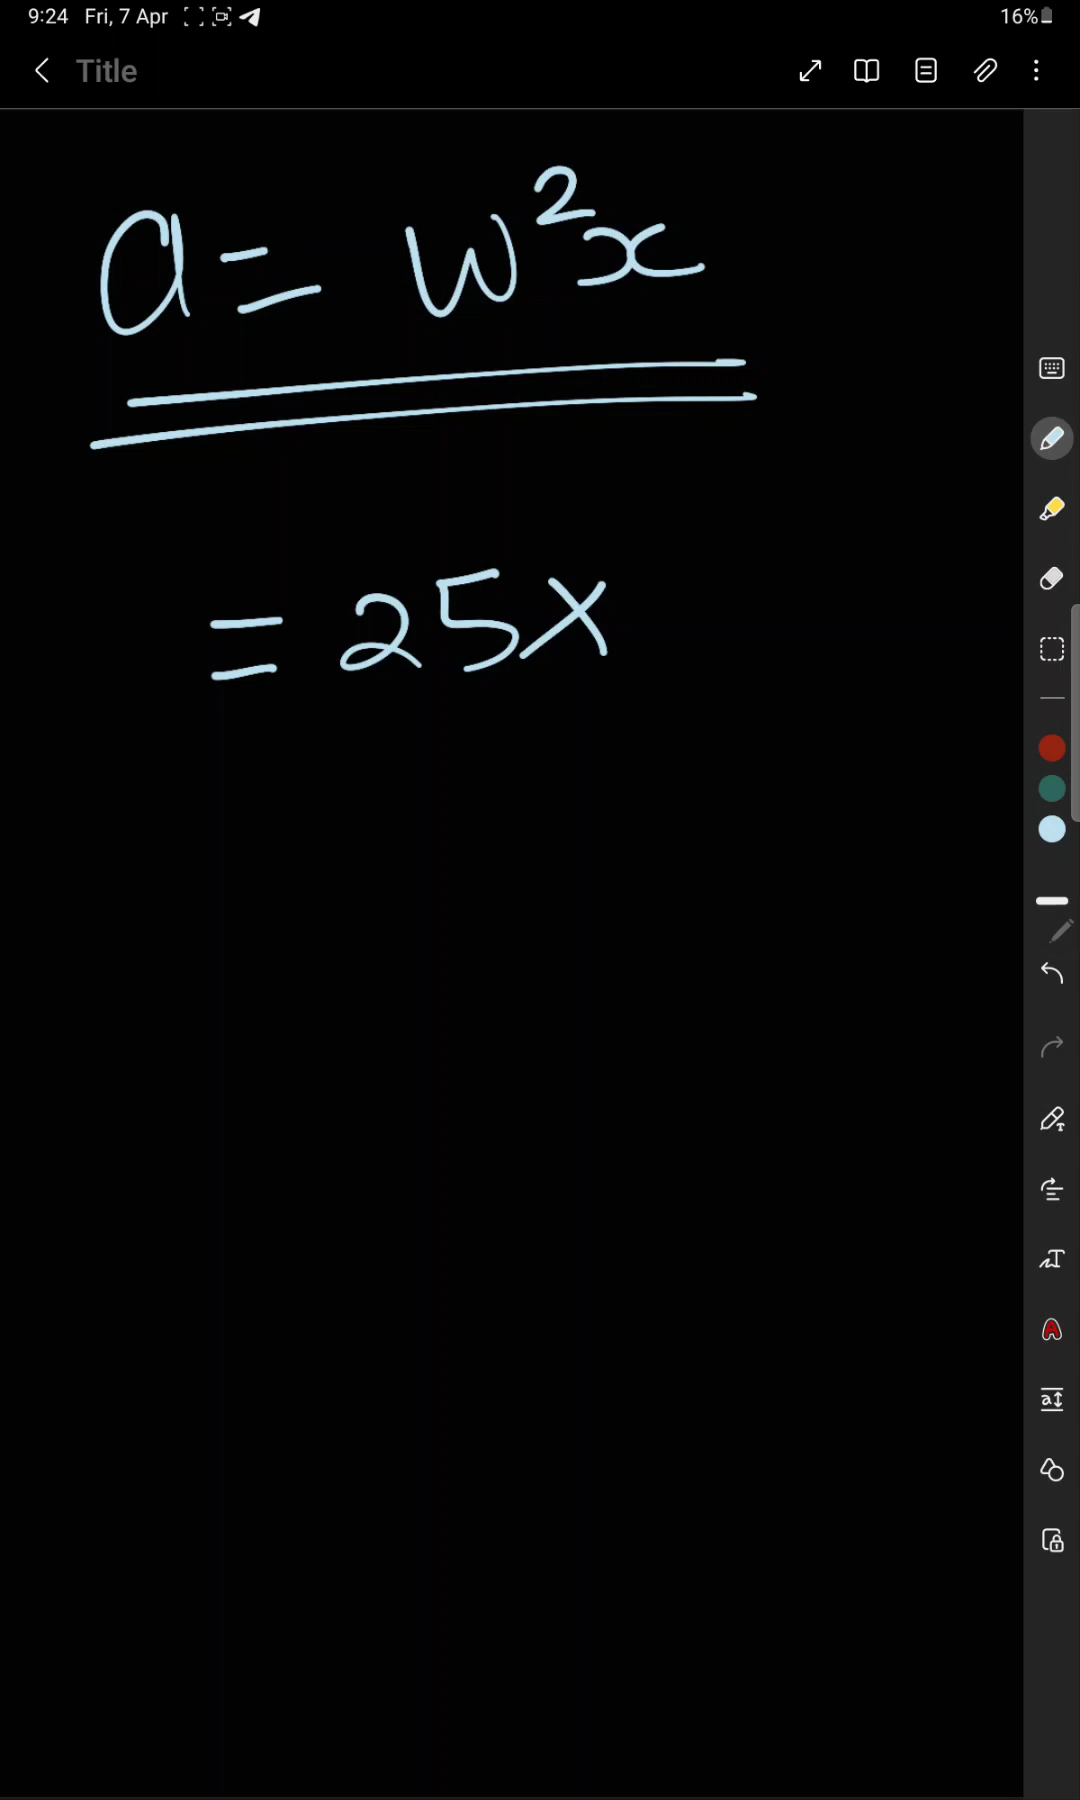 9:24 Fri, 7 Apr 16%
Title
a = w²x
= 25x